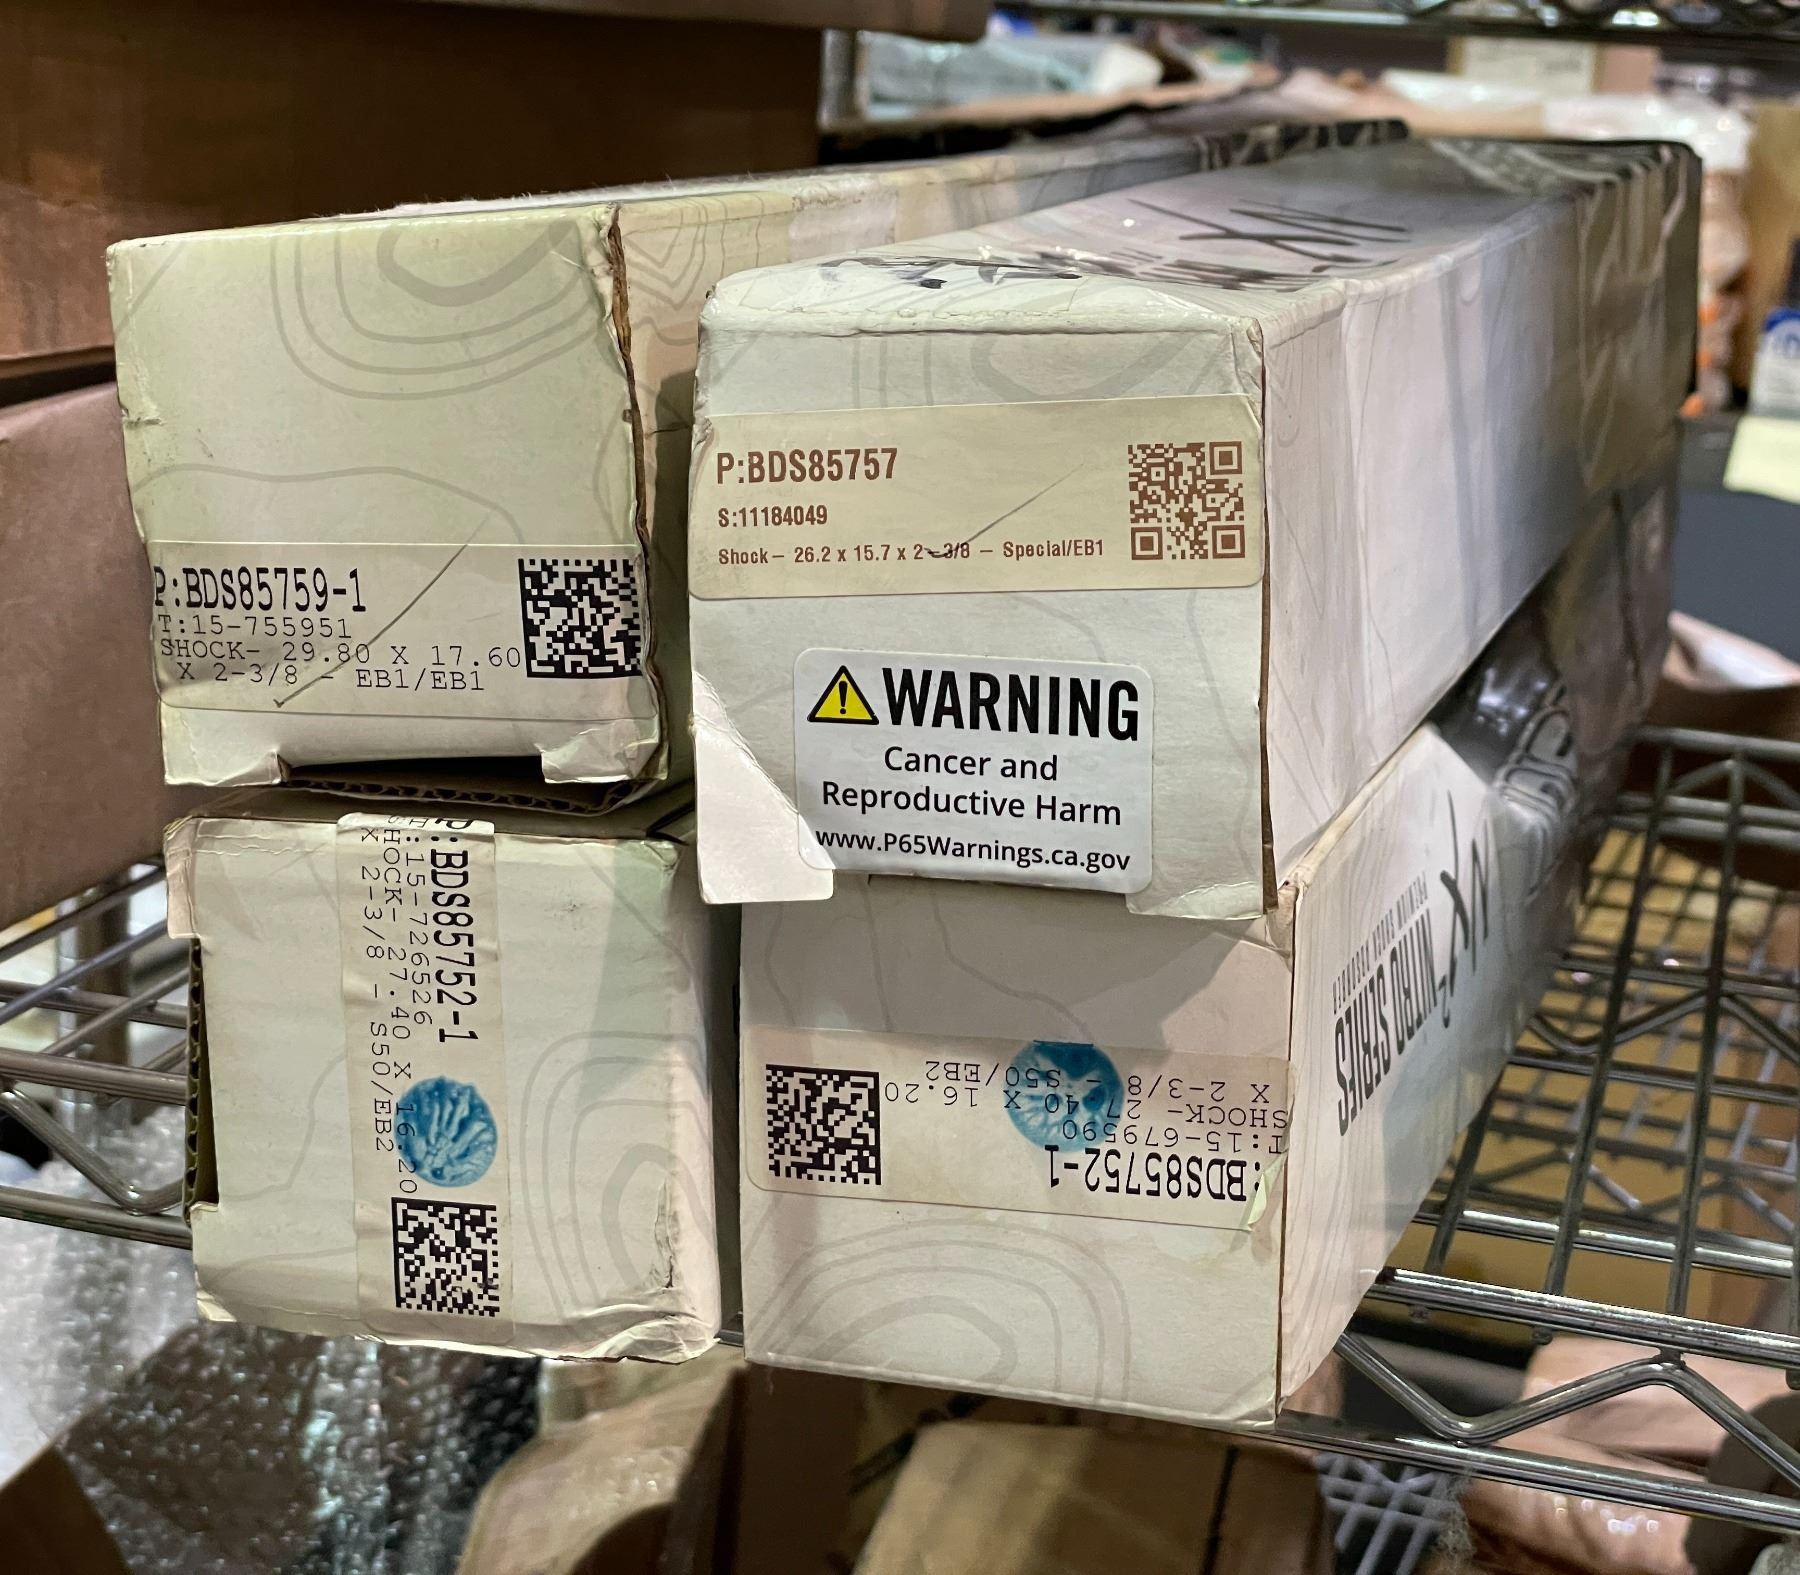 P:BDS85759-1
T:15-755951
SHOCK- 29.80 X 17.60
X 2-3/8 - EB1/EB1
P:BDS85757
S:11184049
Shock- 26.2 x 15.7 x 2-3/8 - Special/EB1
WARNING
Cancer and
Reproductive Harm
www.P65Warnings.ca.gov
P:BDS85752-1
:15-726526
SHOCK- 27.40 X 16.20
X 2-3/8 - S50/EB2
:BDS85752-1
T:15-679590
SHOCK- 27.40 X 16.20
X 2-3/8 - S50/EB2
NITRO SERIES
PREMIUM SHOCK ABSORBER